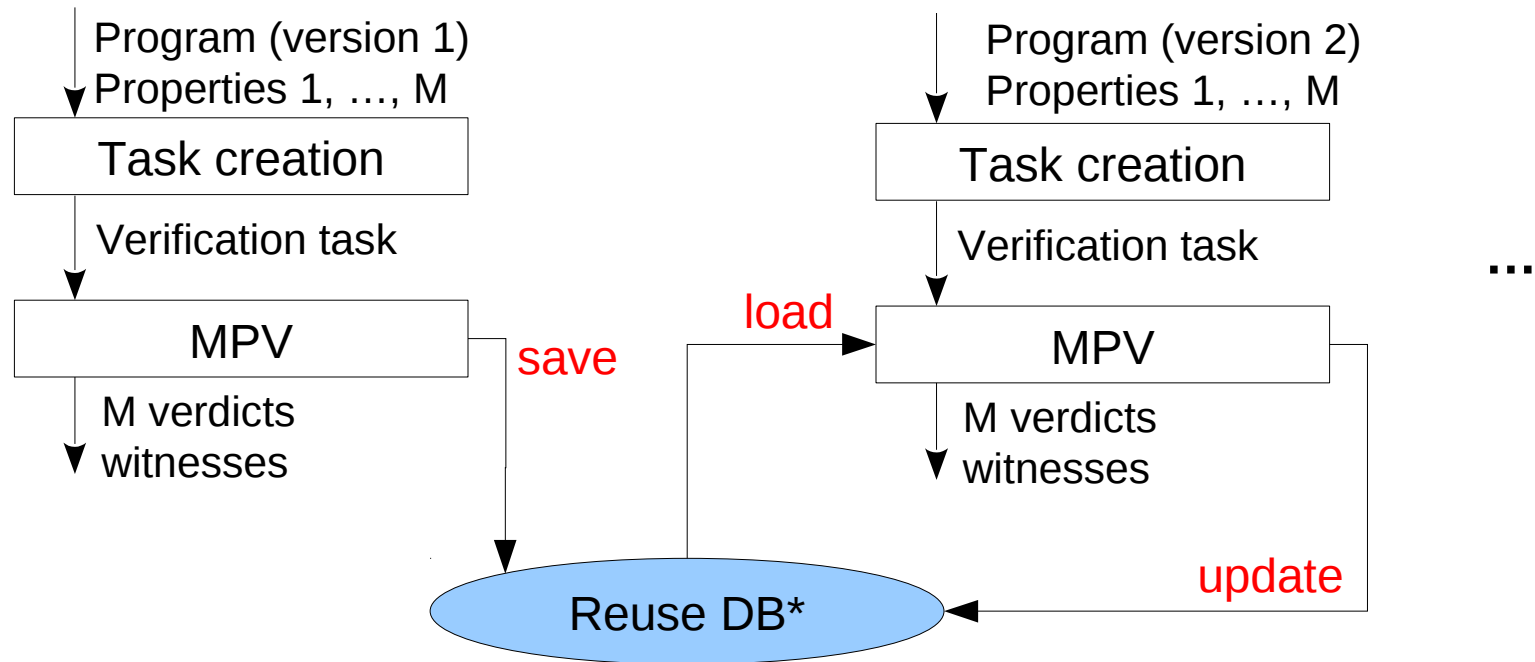 Program (version 1)
Properties 1, …, M
Task creation
Verification task
MPV
save
M verdicts
witnesses
Program (version 2)
Properties 1, …, M
Task creation
Verification task
load
MPV
M verdicts
witnesses
update
Reuse DB*
...